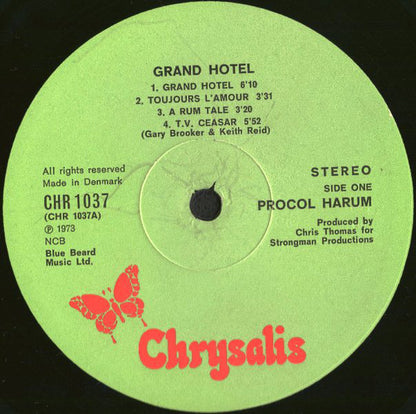 GRAND HOTEL
1. GRAND HOTEL 6'10
2. TOUJOURS L'AMOUR 3'31
3. A RUM TALE 3'20
4. T.V. CEASAR 5'52
(Gary Brooker & Keith Reid)
All rights reserved
Made in Denmark
CHR 1037
(CHR 1037A)
℗ 1973
NCB
Blue Beard
Music Ltd.
STEREO
SIDE ONE
PROCOL HARUM
Produced by
Chris Thomas for
Strongman Productions
Chrysalis